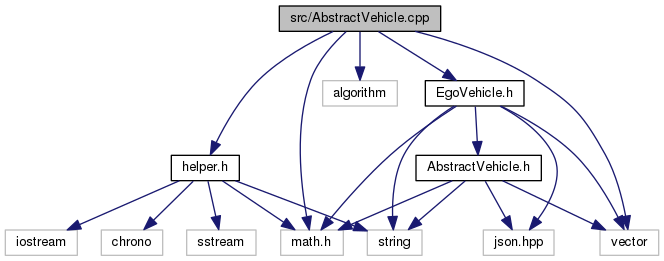 src/AbstractVehicle.cpp
algorithm
EgoVehicle.h
helper.h
AbstractVehicle.h
iostream
chrono
sstream
math.h
string
json.hpp
vector